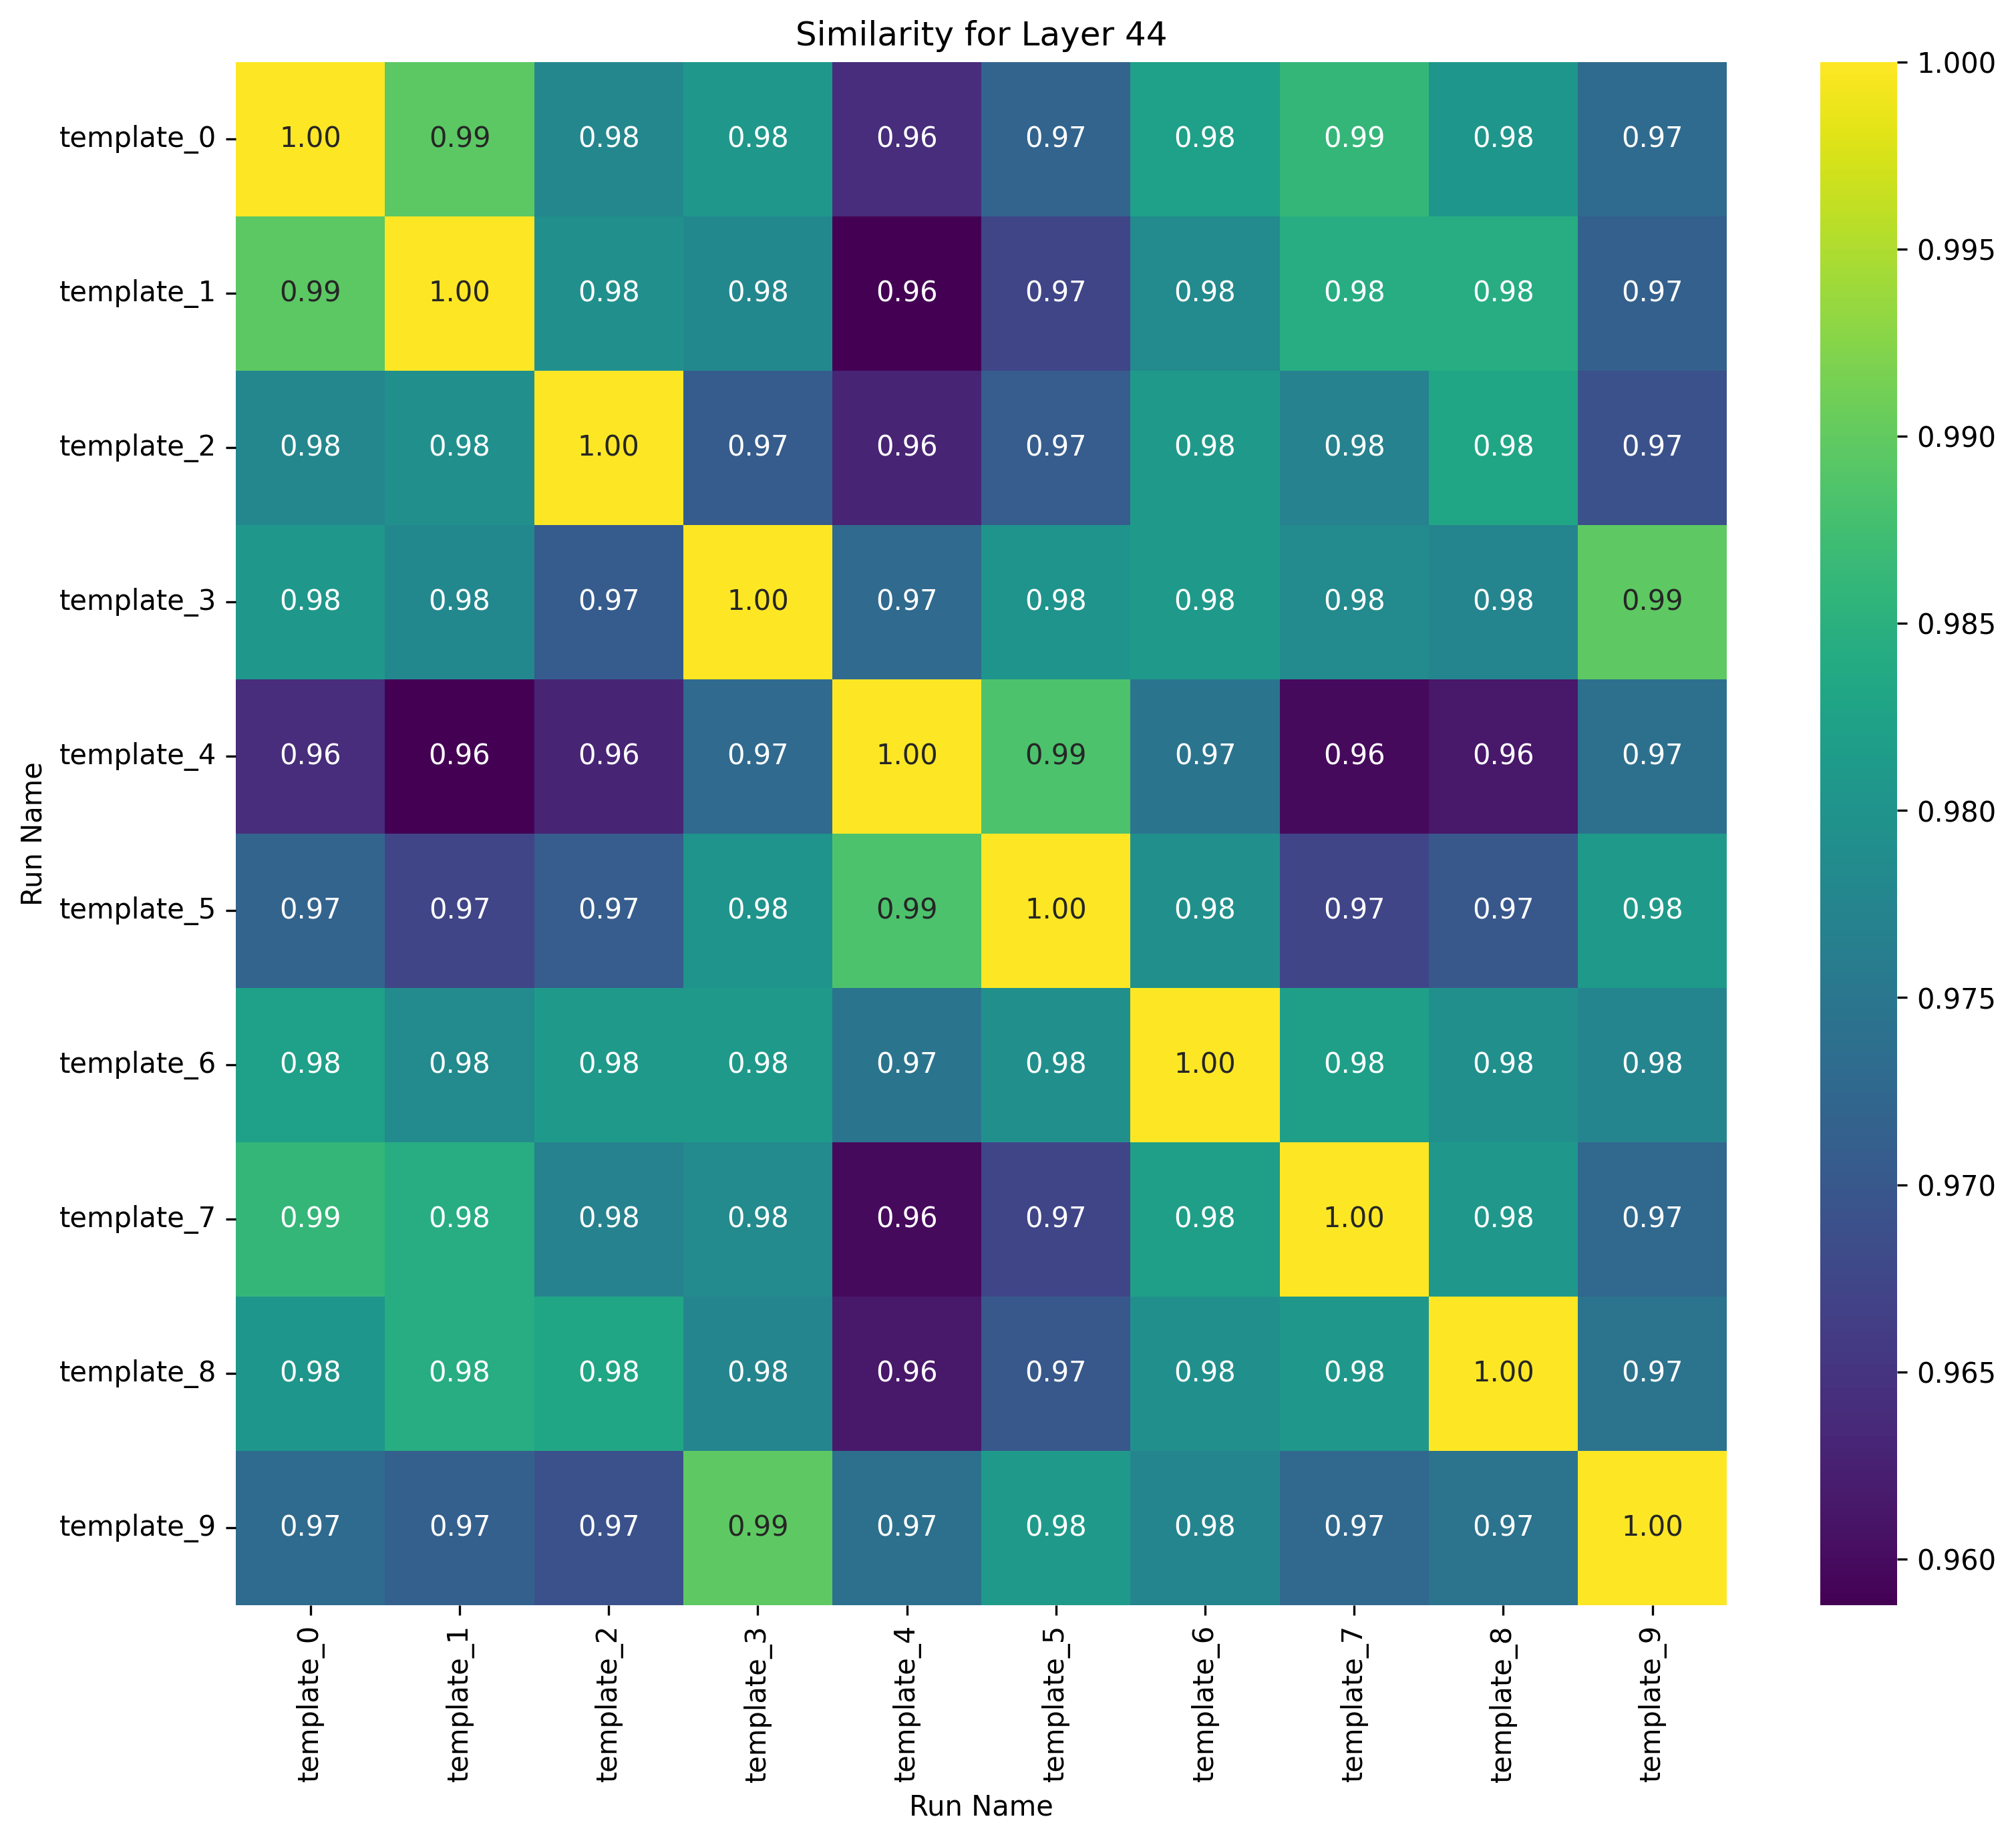 Similarity for Layer 44
template_0 1.00 0.99 0.98 0.98 0.96 0.97 0.98 0.99 0.98 0.97
template_1 0.99 1.00 0.98 0.98 0.96 0.97 0.98 0.98 0.98 0.97
template_2 0.98 0.98 1.00 0.97 0.96 0.97 0.98 0.98 0.98 0.97
template_3 0.98 0.98 0.97 1.00 0.97 0.98 0.98 0.98 0.98 0.99
template_4 0.96 0.96 0.96 0.97 1.00 0.99 0.97 0.96 0.96 0.97
template_5 0.97 0.97 0.97 0.98 0.99 1.00 0.98 0.97 0.97 0.98
template_6 0.98 0.98 0.98 0.98 0.97 0.98 1.00 0.98 0.98 0.98
template_7 0.99 0.98 0.98 0.98 0.96 0.97 0.98 1.00 0.98 0.97
template_8 0.98 0.98 0.98 0.98 0.96 0.97 0.98 0.98 1.00 0.97
template_9 0.97 0.97 0.97 0.99 0.97 0.98 0.98 0.97 0.97 1.00
Run Name
template_0 template_1 template_2 template_3 template_4 template_5 template_6 template_7 template_8 template_9
Run Name
1.000
0.995
0.990
0.985
0.980
0.975
0.970
0.965
0.960